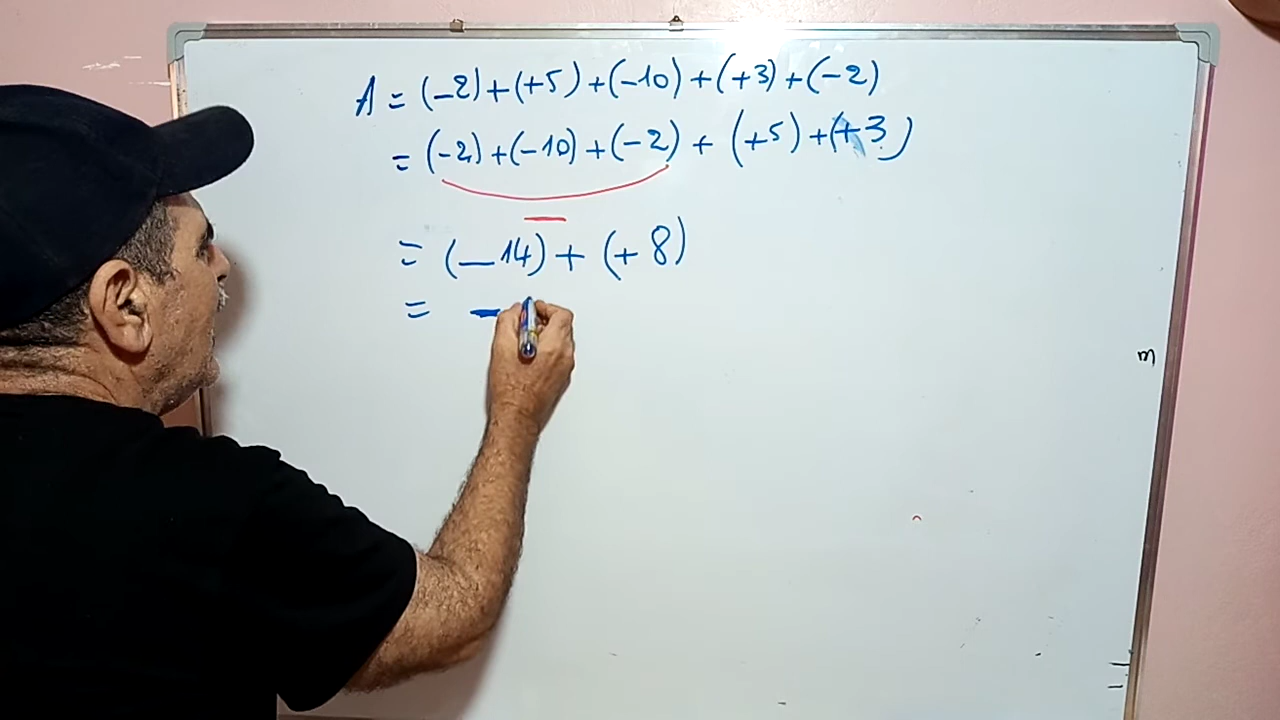 A = (-2)+(+5)+(-10)+(+3)+(-2)
= (-2)+(-10)+(-2)+(+5)+(+3)
= (-14)+(+8)
= -
m